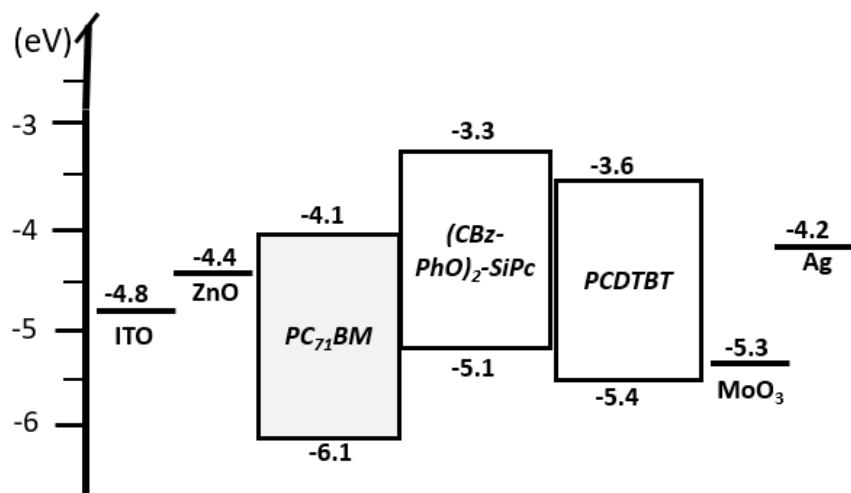 (eV)
-3
-4
-5
-6
-4.8
ITO
-4.4
ZnO
-4.1
PC₇₁BM
-6.1
-3.3
(CBz-
PhO)₂-SiPc
-5.1
-3.6
PCDTBT
-5.4
-5.3
MoO₃
-4.2
Ag